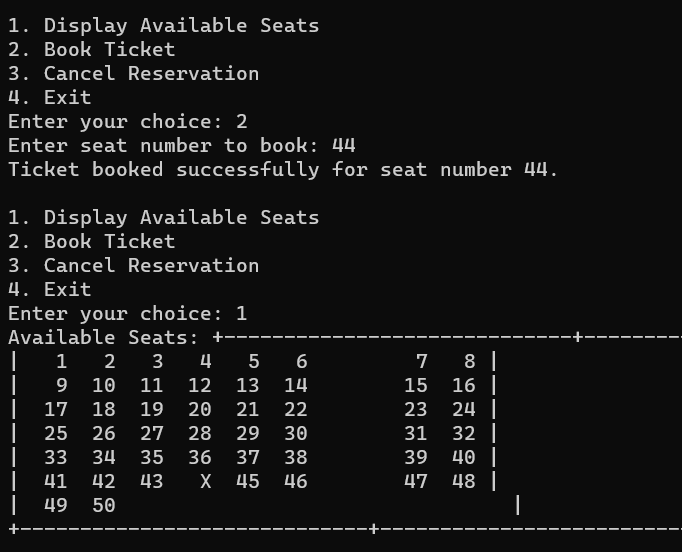 1. Display Available Seats
2. Book Ticket
3. Cancel Reservation
4. Exit
Enter your choice: 2
Enter seat number to book: 44
Ticket booked successfully for seat number 44.

1. Display Available Seats
2. Book Ticket
3. Cancel Reservation
4. Exit
Enter your choice: 1
Available Seats: +-----------------------------+---------
|   1   2   3   4   5   6         7   8 |
|   9  10  11  12  13  14        15  16 |
|  17  18  19  20  21  22        23  24 |
|  25  26  27  28  29  30        31  32 |
|  33  34  35  36  37  38        39  40 |
|  41  42  43   X  45  46        47  48 |
|  49  50                                 |
+-----------------------------+--------------------------